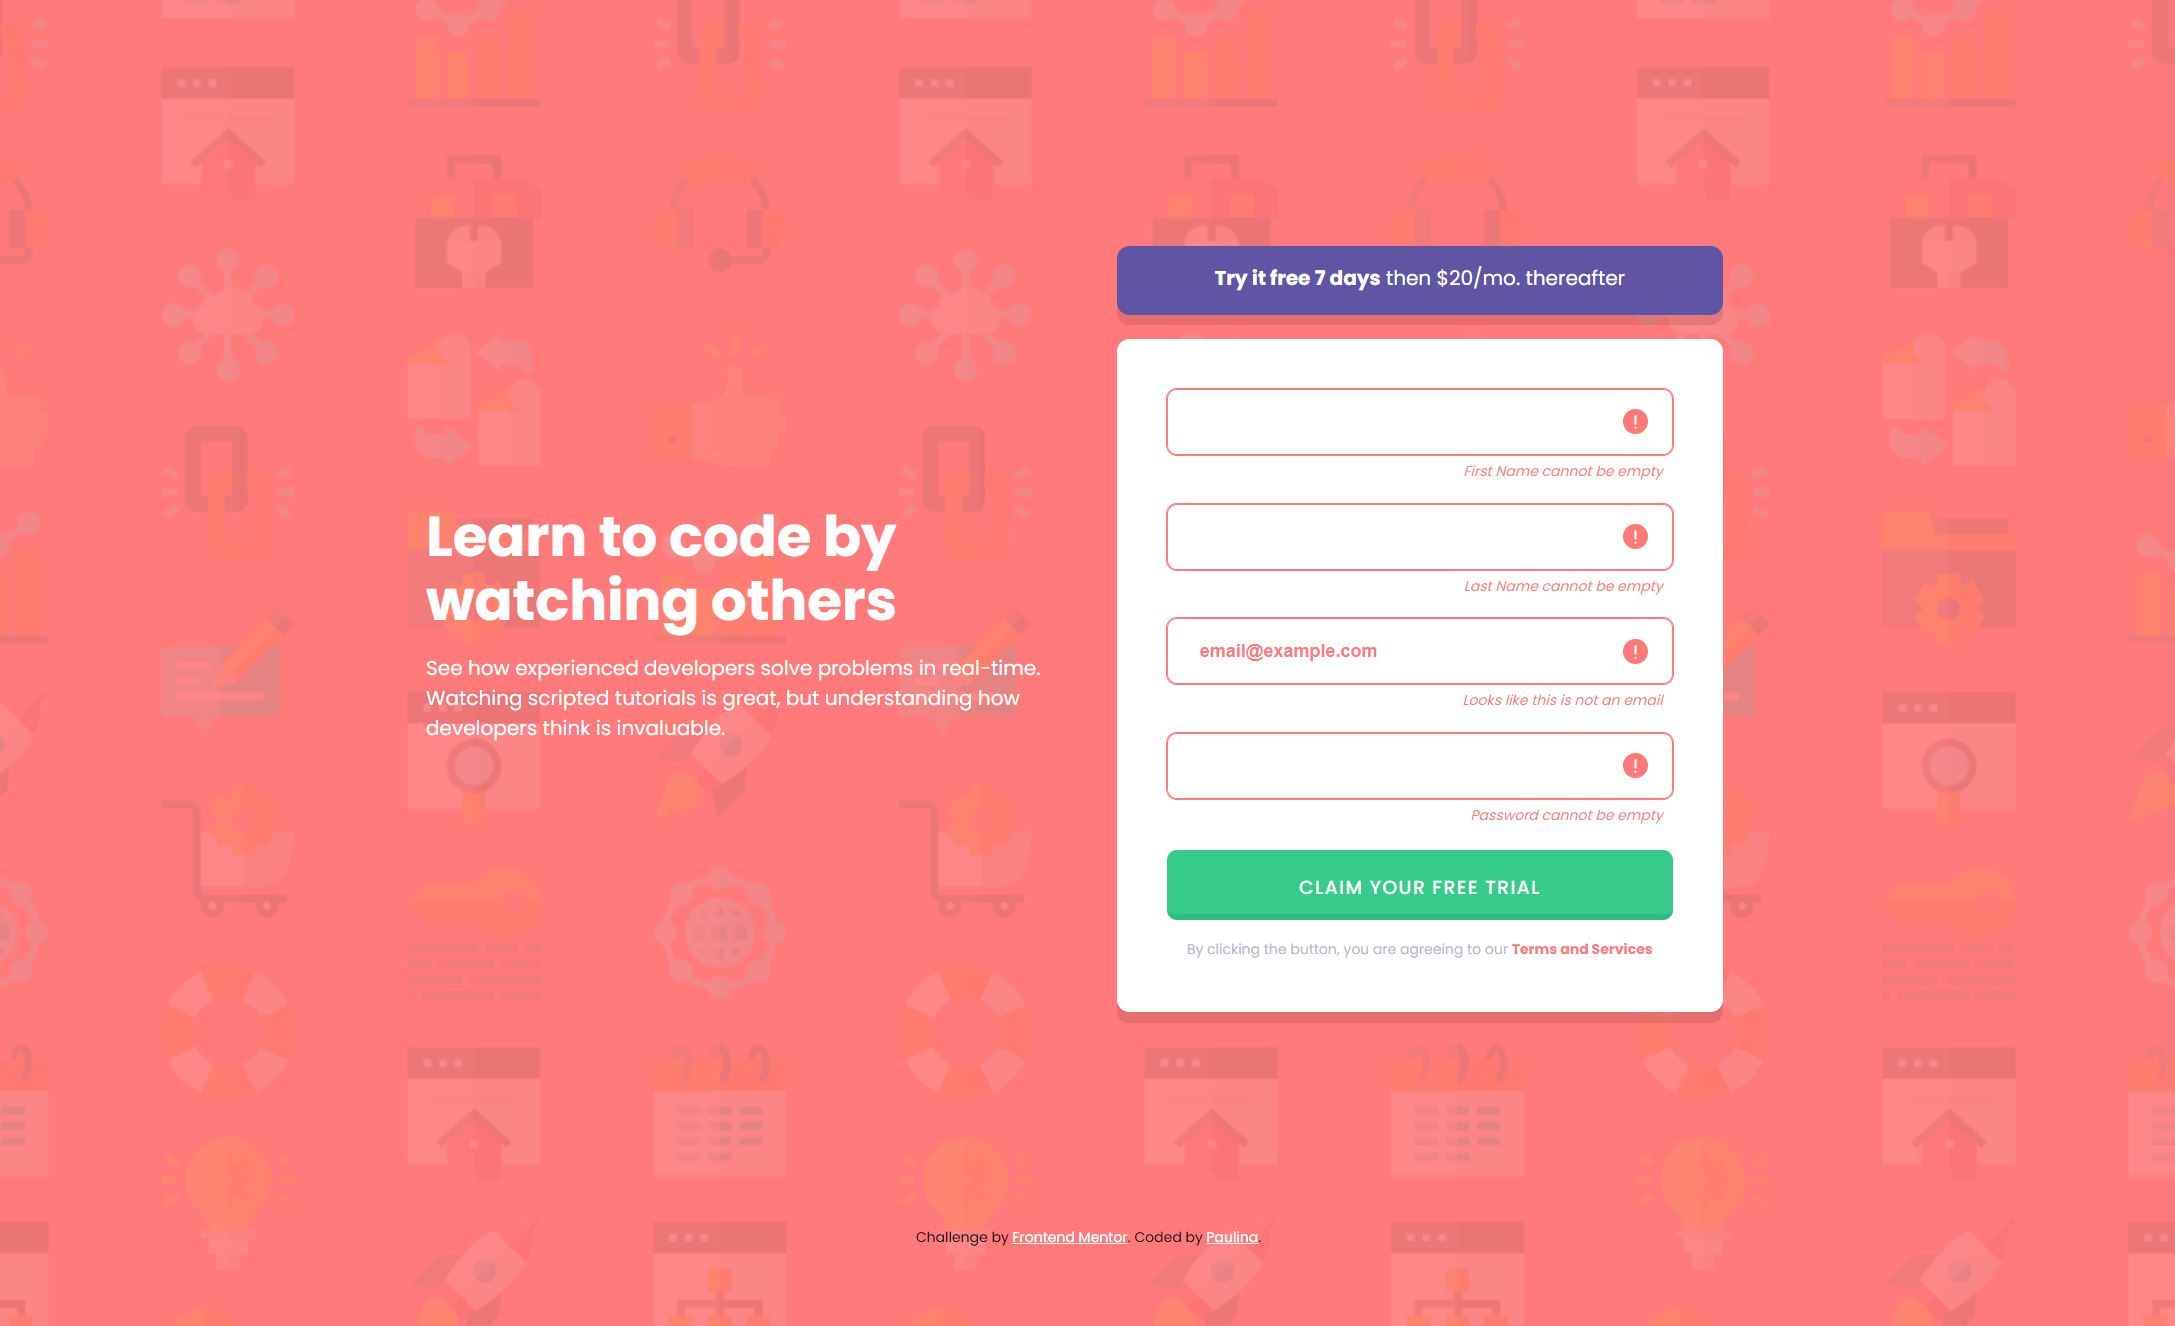 Try it free 7 days then $20/mo. thereafter
First Name cannot be empty
Last Name cannot be empty
Learn to code by
watching others
email@example.com
Looks like this is not an email
See how experienced developers solve problems in real-time.
Watching scripted tutorials is great, but understanding how
developers think is invaluable.
Password cannot be empty
CLAIM YOUR FREE TRIAL
By clicking the button, you are agreeing to our Terms and Services
Challenge by Frontend Mentor. Coded by Paulina.